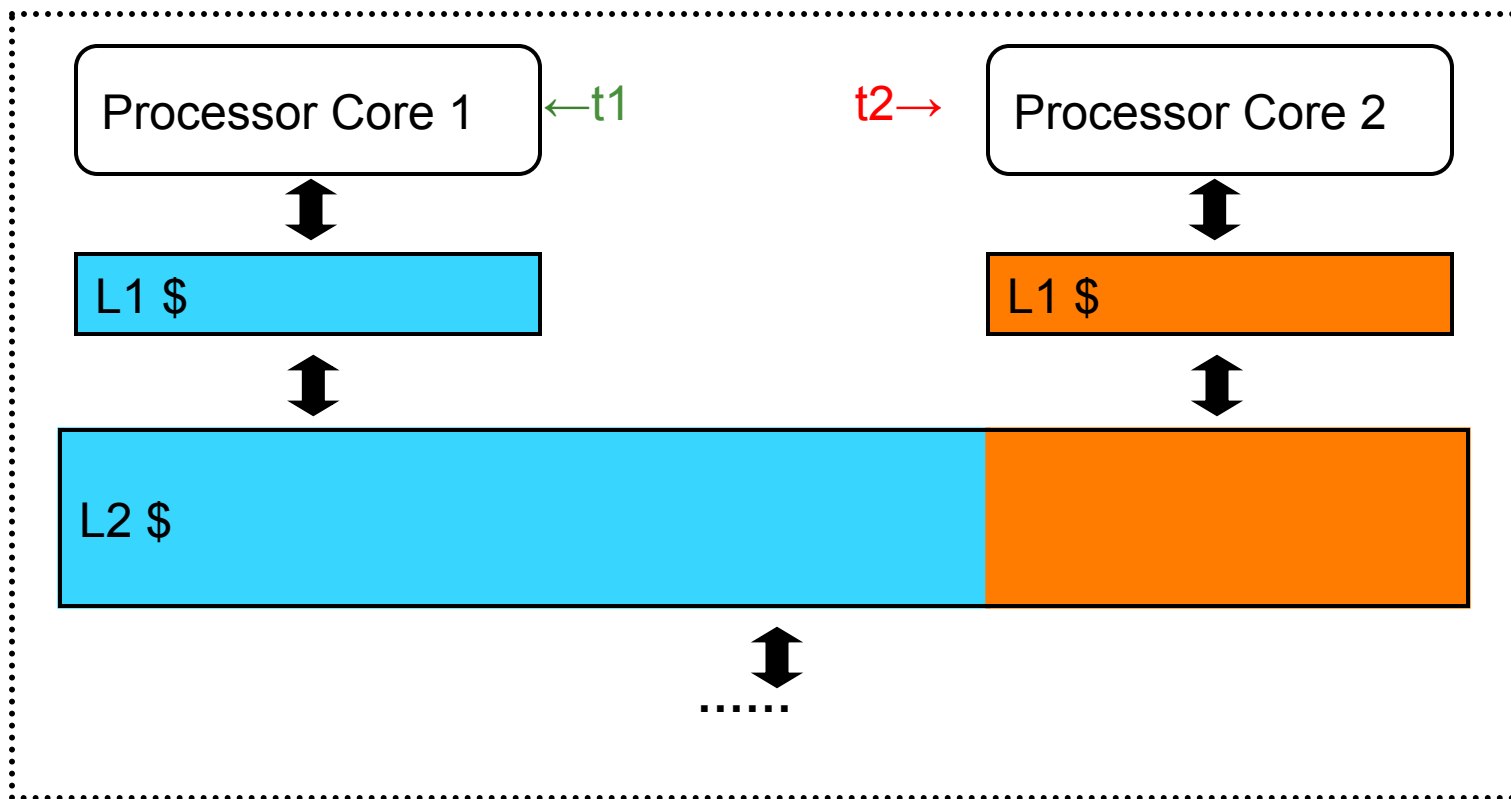 Processor Core 1
←t1
t2→
Processor Core 2
L1 $
L1 $
L2 $
......